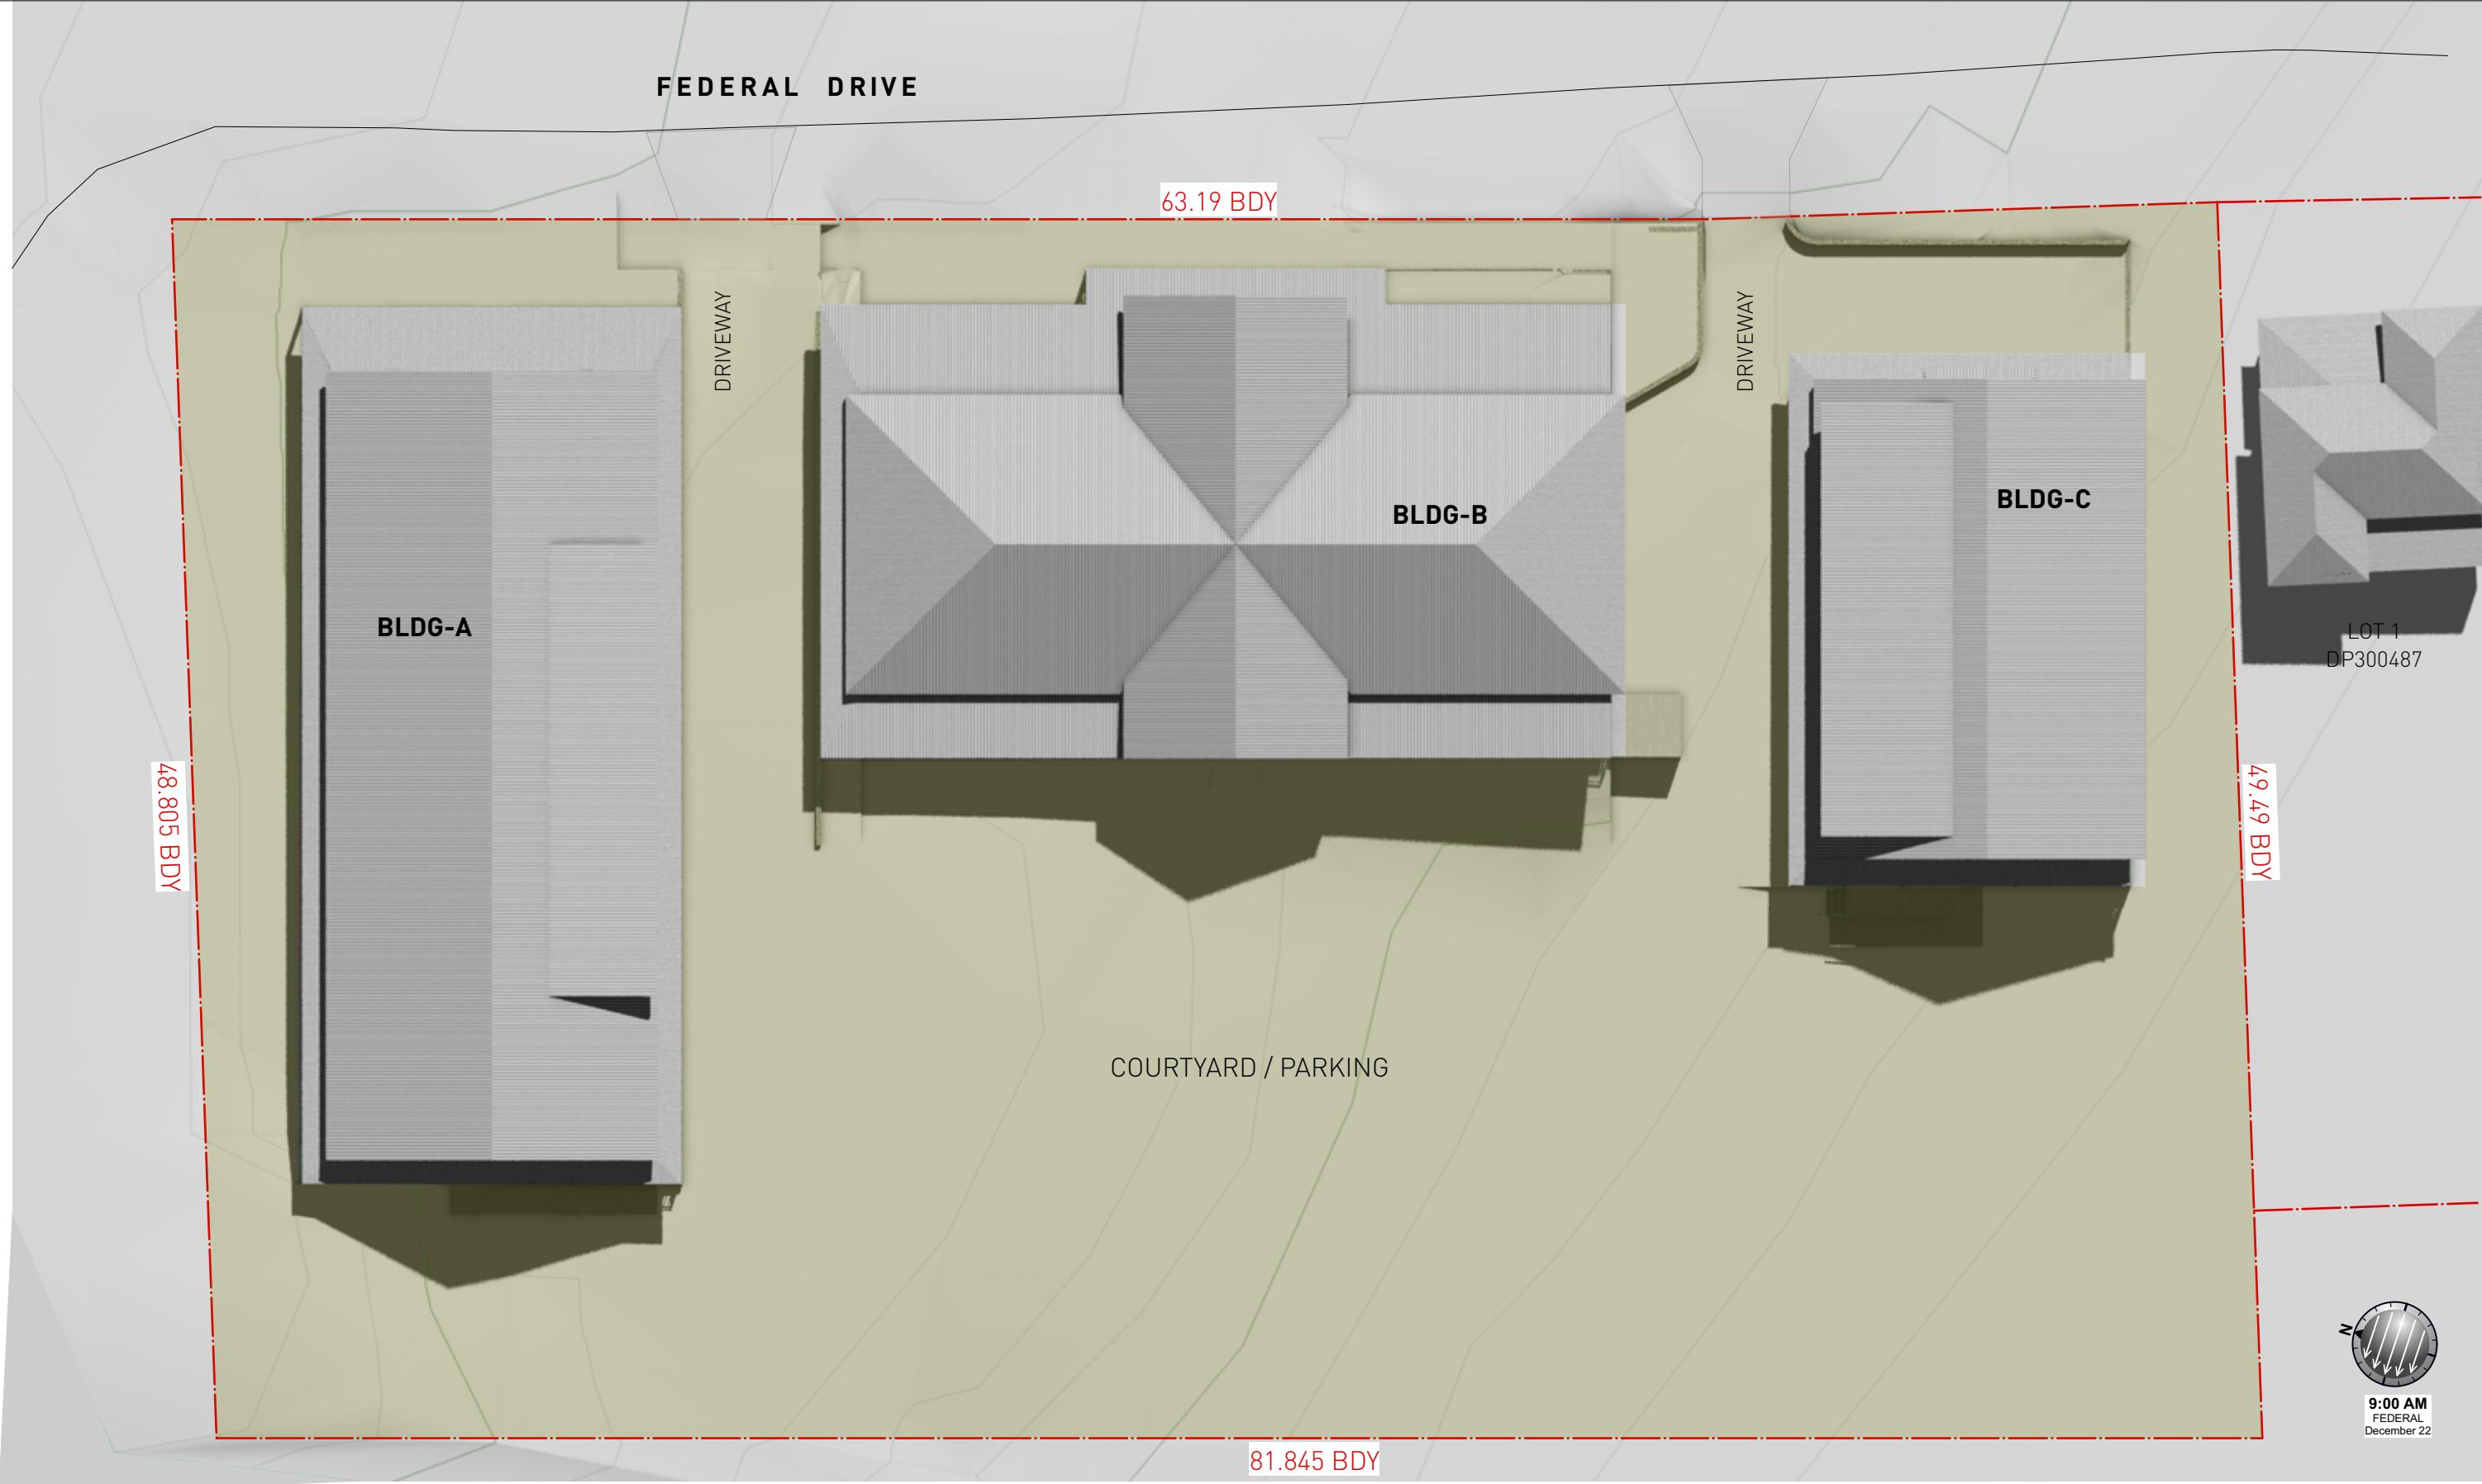 FEDERAL DRIVE
63.19 BDY
DRIVEWAY
DRIVEWAY
BLDG-C
BLDG-B
BLDG-A
LOT 1
DP300487
48.805 BDY
49.49 BDY
COURTYARD / PARKING
N
9:00 AM
FEDERAL
December 22
81.845 BDY